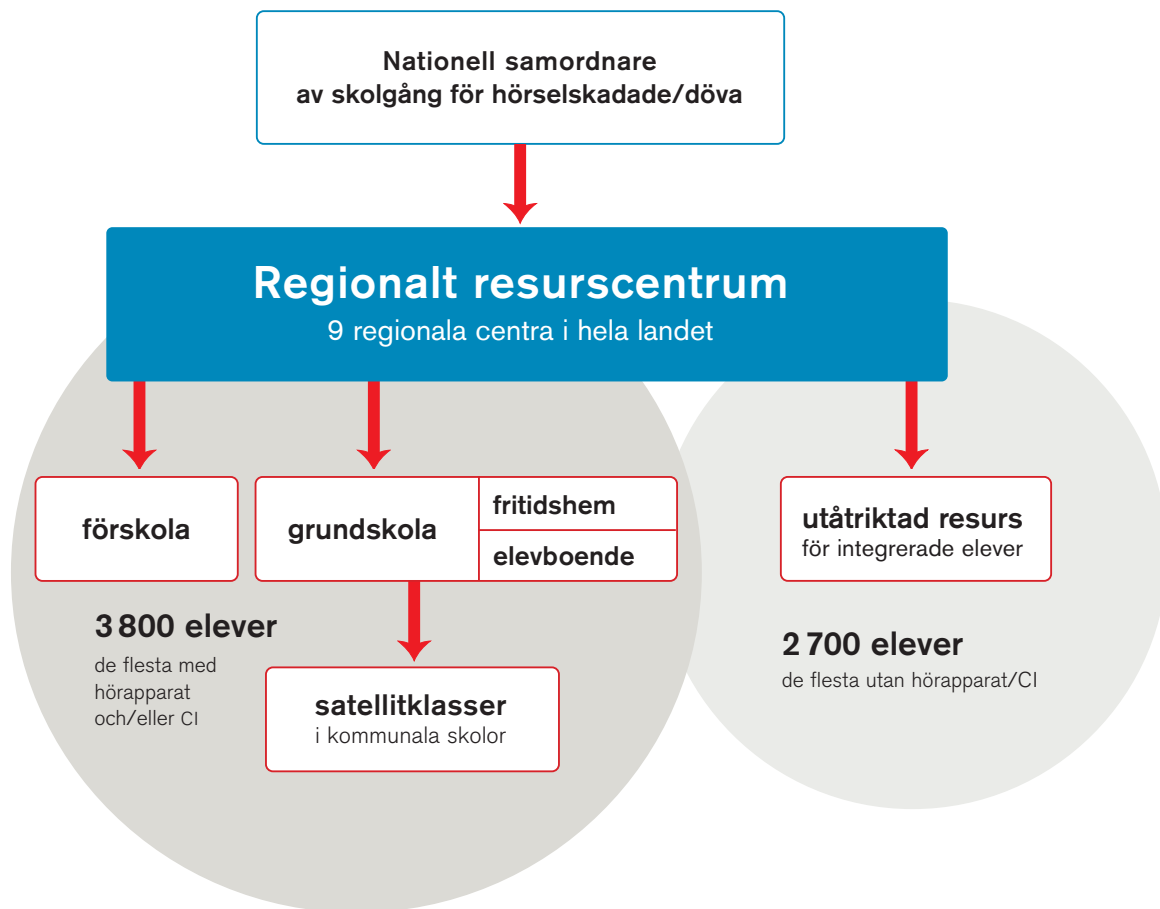 Nationell samordnare
av skolgång för hörselskadade/döva
Regionalt resurscentrum
9 regionala centra i hela landet
förskola
grundskola
fritidshem
elevboende
utåtriktad resurs
för integrerade elever
3 800 elever
de flesta med
hörapparat
och/eller CI
satellitklasser
i kommunala skolor
2 700 elever
de flesta utan hörapparat/CI